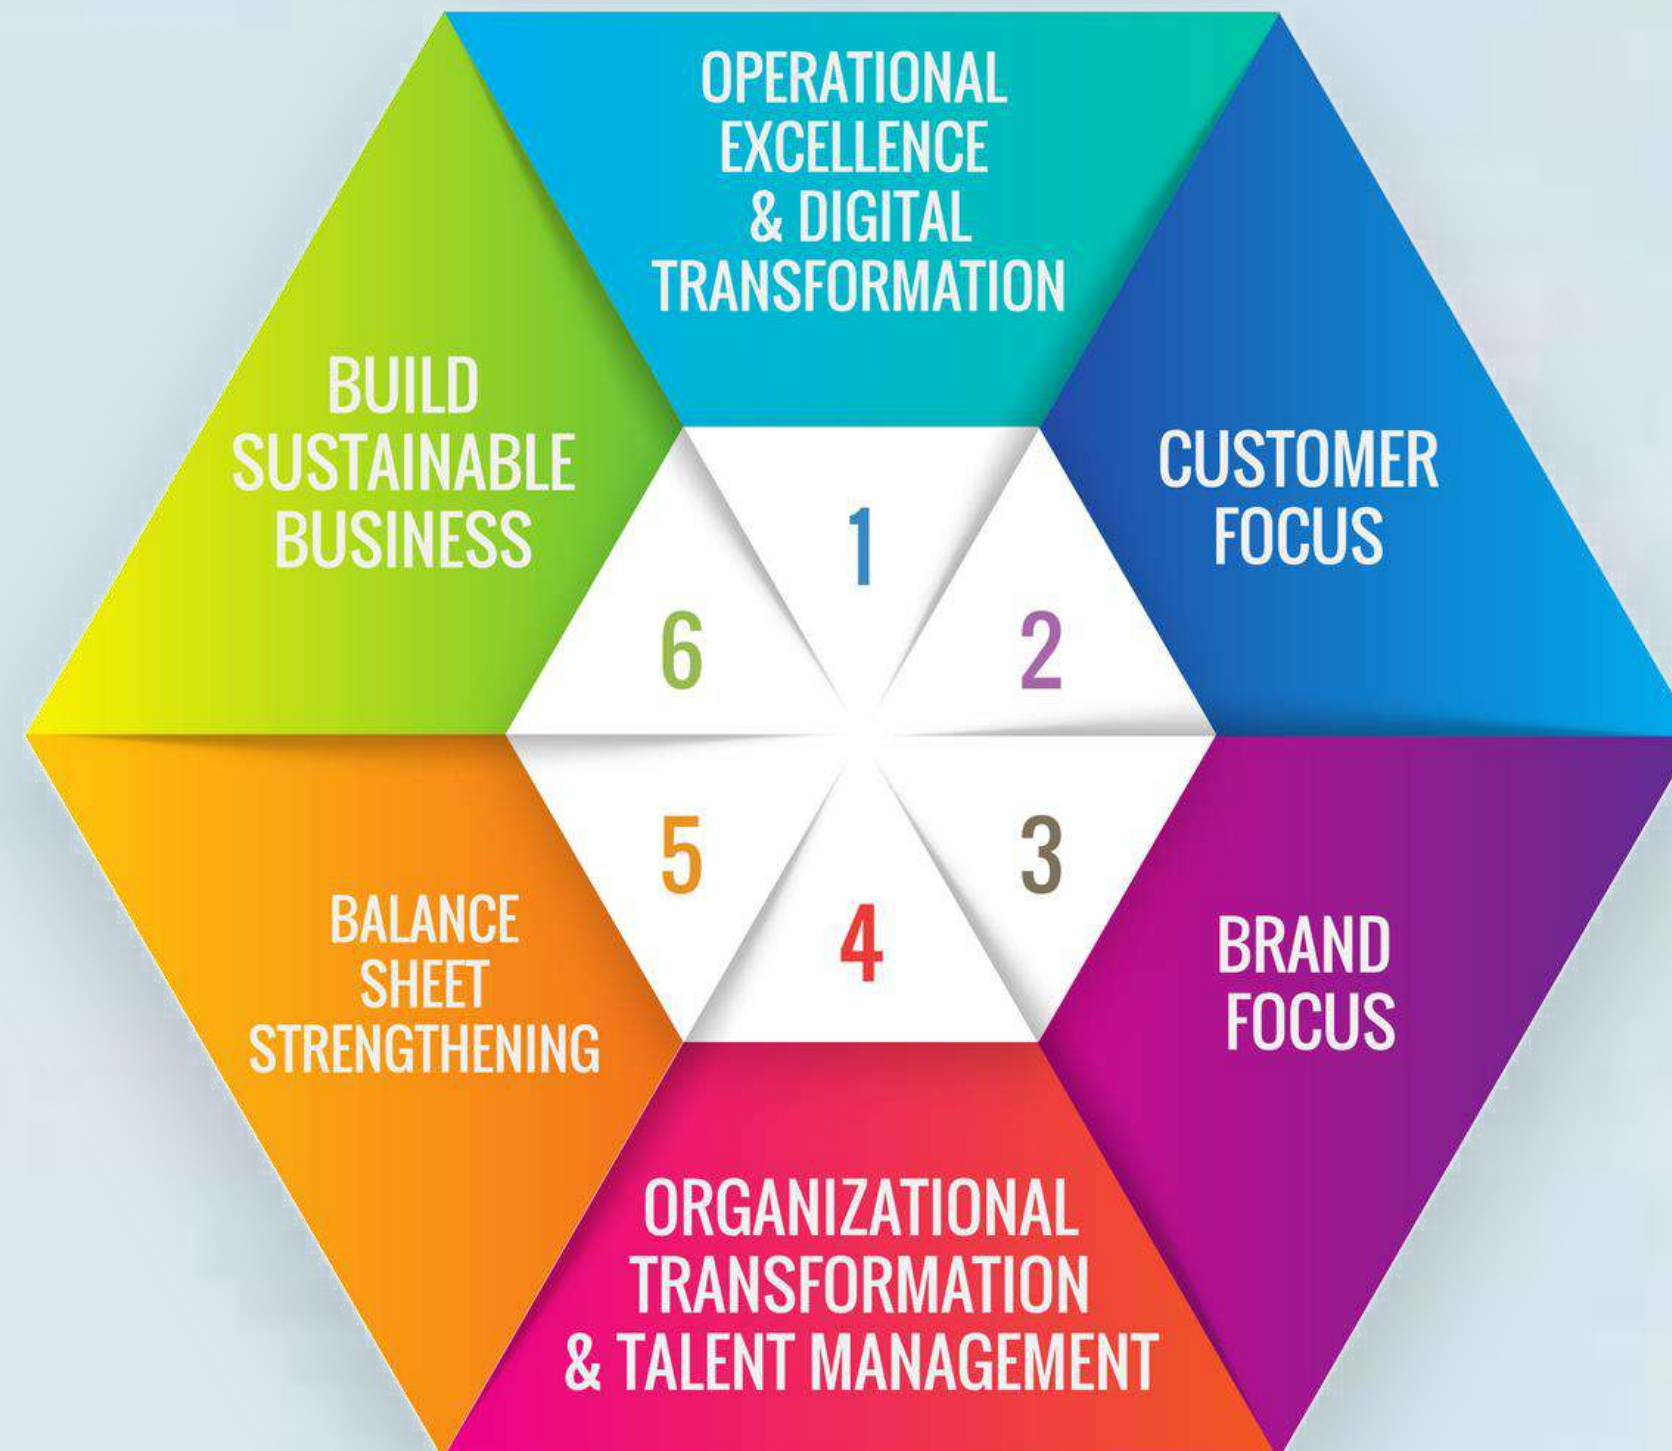 OPERATIONAL
EXCELLENCE
& DIGITAL
TRANSFORMATION
1
CUSTOMER
FOCUS
2
BRAND
FOCUS
3
ORGANIZATIONAL
TRANSFORMATION
& TALENT MANAGEMENT
4
BALANCE
SHEET
STRENGTHENING
5
BUILD
SUSTAINABLE
BUSINESS
6